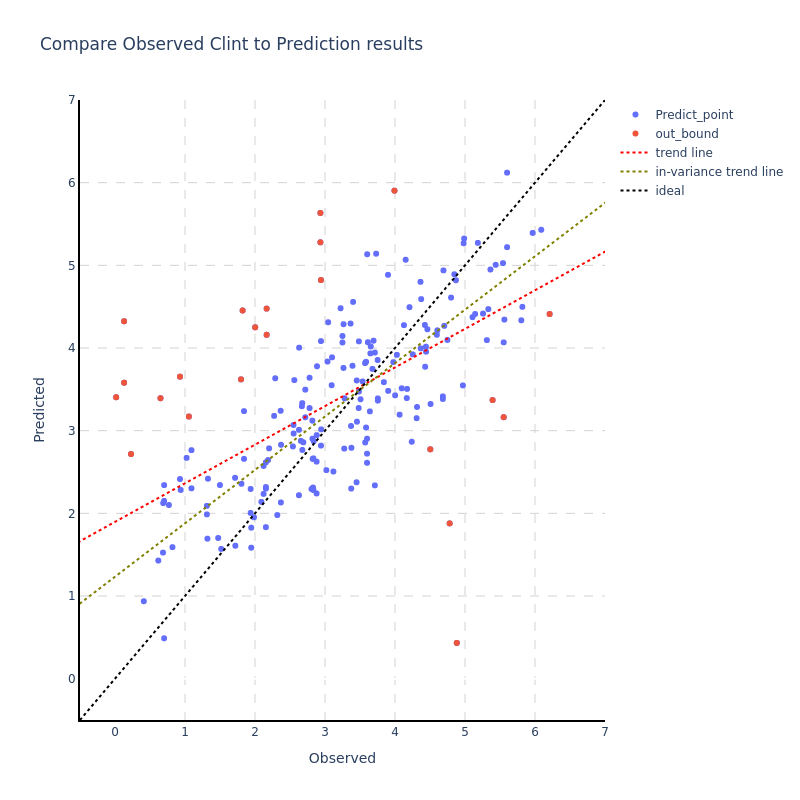 Compare Observed Clint to Prediction results
7
6
5
4
3
2
1
0
Predicted
0 1 2 3 4 5 6 7
Observed
Predict_point
out_bound
trend line
in-variance trend line
ideal